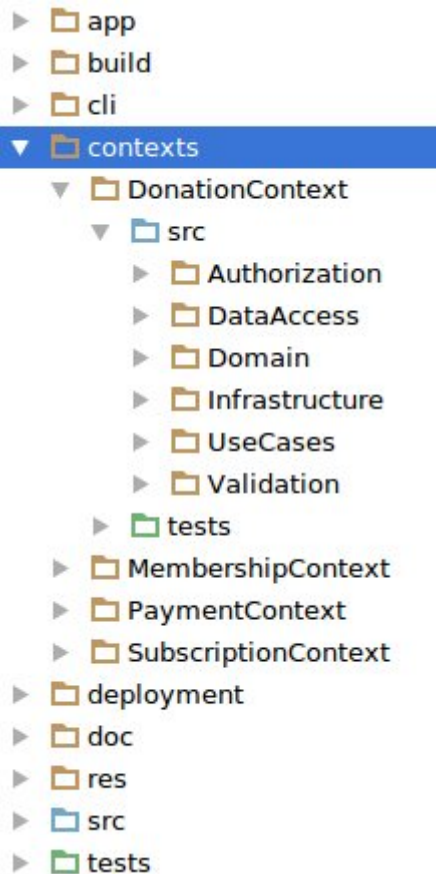 app
build
cli
contexts
DonationContext
src
Authorization
DataAccess
Domain
Infrastructure
UseCases
Validation
tests
MembershipContext
PaymentContext
SubscriptionContext
deployment
doc
res
src
tests